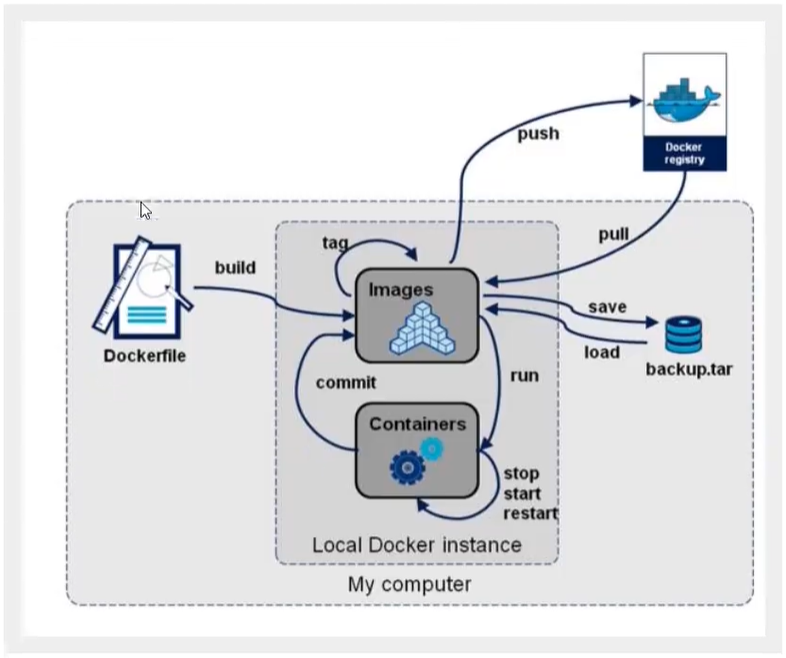 push
Docker
registry
pull
tag
build
Images
save
load
Dockerfile
backup.tar
commit
run
Containers
stop
start
restart
Local Docker instance
My computer